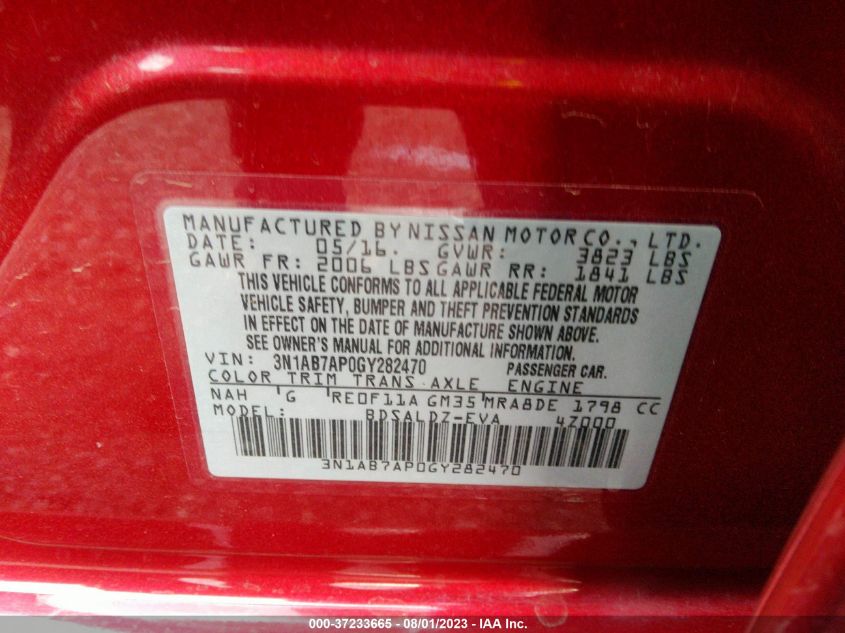 MANUFACTURED BY NISSAN MOTOR CO., LTD.
DATE: 05/16. GVWR: 3823 LBS
GAWR FR: 2006 LBS GAWR RR: 1841 LBS
THIS VEHICLE CONFORMS TO ALL APPLICABLE FEDERAL MOTOR
VEHICLE SAFETY, BUMPER AND THEFT PREVENTION STANDARDS
IN EFFECT ON THE DATE OF MANUFACTURE SHOWN ABOVE.
SEE OWNER'S MANUAL FOR ADDITIONAL INFORMATION.
VIN: 3N1AB7AP0GY282470 PASSENGER CAR.
COLOR TRIM TRANS AXLE ENGINE
NAH G RE0F11A GM35 MRA8DE 1798 CC
MODEL: BDSALDZ-EVA 4Z000
3N1AB7AP0GY282470
000-37233665 - 08/01/2023 - IAA Inc.